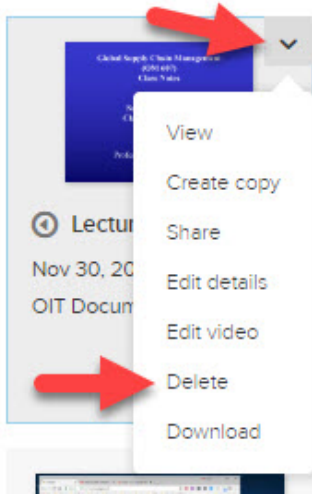 Global Supply Chain Management
Class Notes
View
Create copy
Lectur
Share
Nov 30, 20
Edit details
OIT Docum
Edit video
Delete
Download